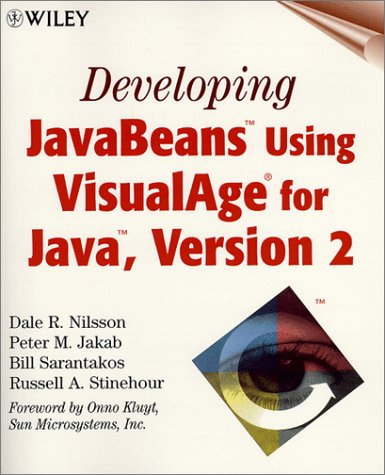 WILEY
Developing
JavaBeans™ Using
VisualAge® for
Java™, Version 2
™
Dale R. Nilsson
Peter M. Jakab
Bill Sarantakos
Russell A. Stinehour
Foreword by Onno Kluyt,
Sun Microsystems, Inc.